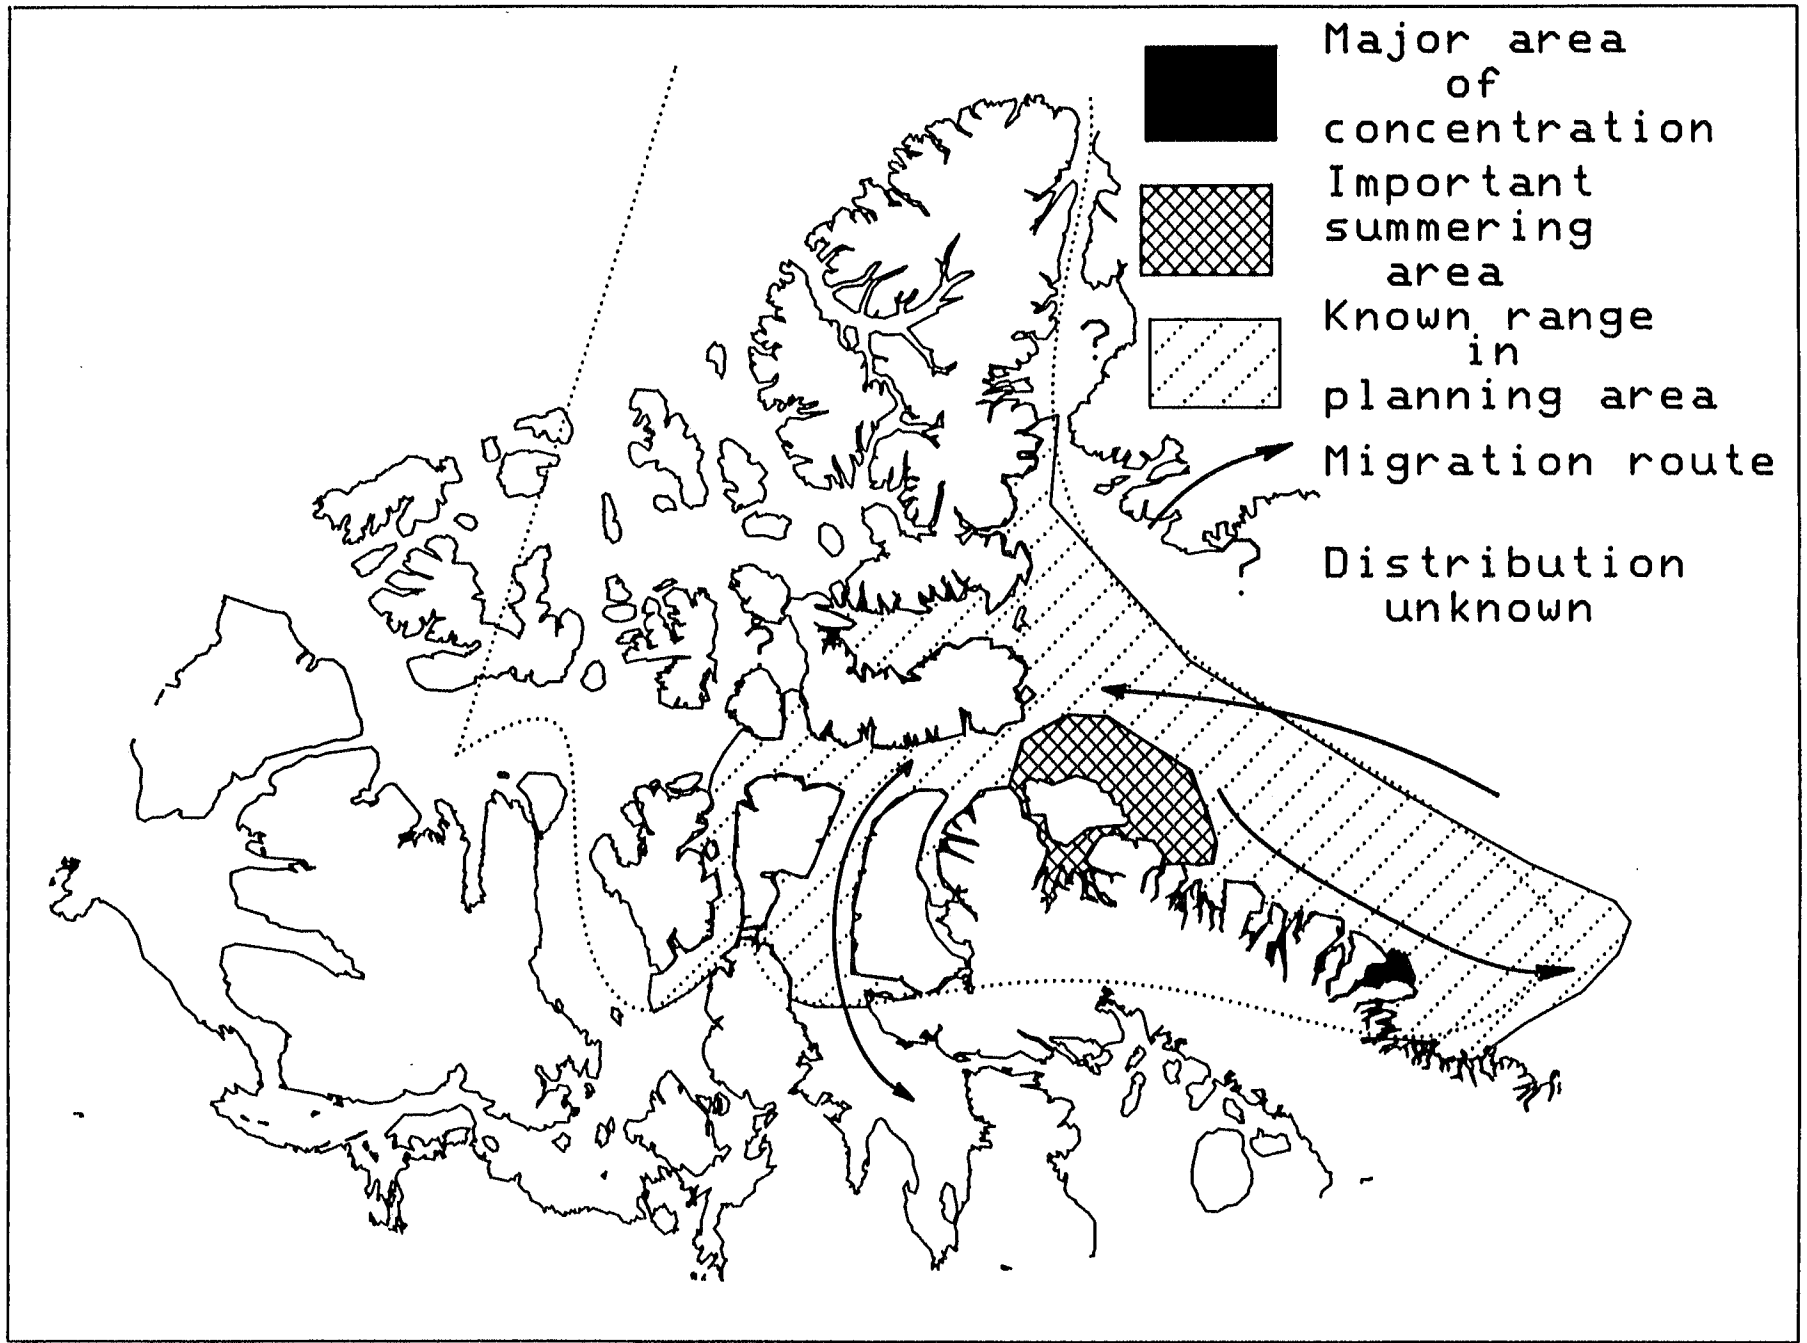 Major area
of
concentration
Important
summering
area
Known range
in
planning area
Migration route
Distribution
unknown
?
?
?